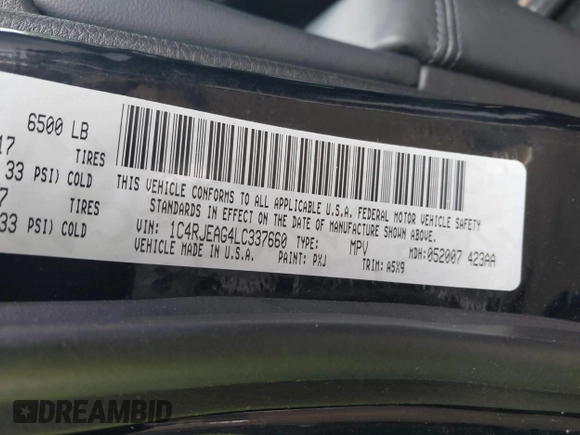 6500 LB
17 TIRES
33 PSI) COLD
7 TIRES
33 PSI) COLD
THIS VEHICLE CONFORMS TO ALL APPLICABLE U.S.A. FEDERAL MOTOR VEHICLE SAFETY
STANDARDS IN EFFECT ON THE DATE OF MANUFACTURE SHOWN ABOVE.
VIN: 1C4RJEAG4LC337660 TYPE: MPV MDH: 052007 423AA
VEHICLE MADE IN U.S.A. PAINT: PXJ TRIM: A5X9
DREAMBID